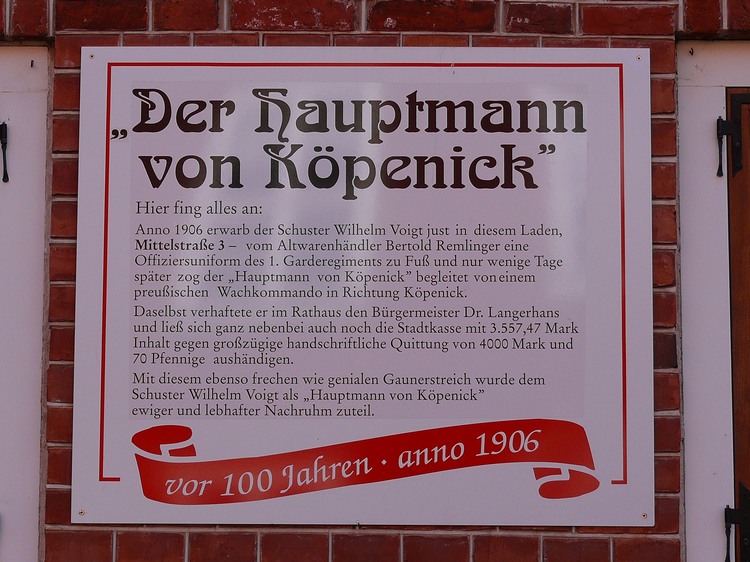 „Der Hauptmann
von Köpenick”
Hier fing alles an:
Anno 1906 erwarb der Schuster Wilhelm Voigt just in diesem Laden,
Mittelstraße 3 – vom Altwarenhändler Bertold Remlinger eine
Offiziersuniform des 1. Garderegiments zu Fuß und nur wenige Tage
später zog der „Hauptmann von Köpenick” begleitet von einem
preußischen Wachkommando in Richtung Köpenick.
Daselbst verhaftete er im Rathaus den Bürgermeister Dr. Langerhans
und ließ sich ganz nebenbei auch noch die Stadtkasse mit 3.557,47 Mark
Inhalt gegen großzügige handschriftliche Quittung von 4000 Mark und
70 Pfennige aushändigen.
Mit diesem ebenso frechen wie genialen Gaunerstreich wurde dem
Schuster Wilhelm Voigt als „Hauptmann von Köpenick”
ewiger und lebhafter Nachruhm zuteil.
vor 100 Jahren · anno 1906